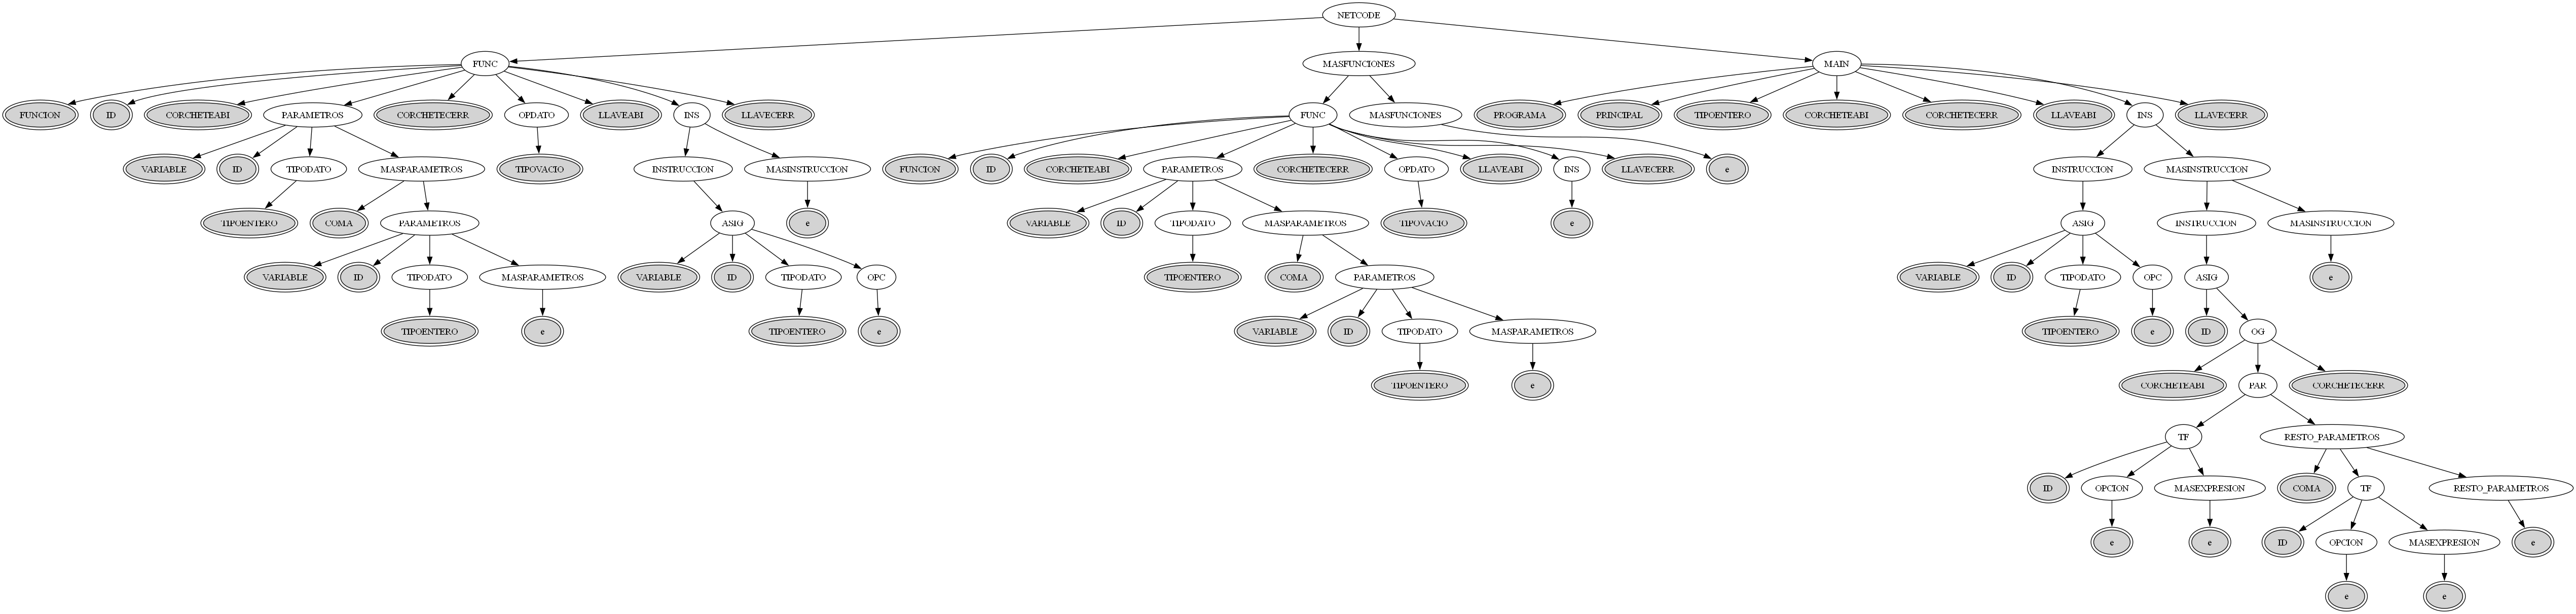 NETCODE
FUNC MASFUNCIONES MAIN
FUNCION ID CORCHETEABI PARAMETROS CORCHETECERR OPDATO LLAVEABI INS LLAVECERR FUNC MASFUNCIONES PROGRAMA PRINCIPAL TIPOENTERO CORCHETEABI CORCHETECERR LLAVEABI INS LLAVECERR
VARIABLE ID TIPODATO MASPARAMETROS TIPOVACIO INSTRUCCION MASINSTRUCCION FUNCION ID CORCHETEABI PARAMETROS CORCHETECERR OPDATO LLAVEABI INS LLAVECERR e INSTRUCCION MASINSTRUCCION
TIPOENTERO COMA PARAMETROS ASIG e VARIABLE ID TIPODATO MASPARAMETROS TIPOVACIO e ASIG INSTRUCCION MASINSTRUCCION
VARIABLE ID TIPODATO MASPARAMETROS VARIABLE ID TIPODATO OPC TIPOENTERO COMA PARAMETROS VARIABLE ID TIPODATO OPC ASIG e
TIPOENTERO e TIPOENTERO e VARIABLE ID TIPODATO MASPARAMETROS TIPOENTERO e ID OG
TIPOENTERO e CORCHETEABI PAR CORCHETECERR
TF RESTO_PARAMETROS
ID OPCION MASEXPRESION COMA TF RESTO_PARAMETROS
e e ID OPCION MASEXPRESION e
e e